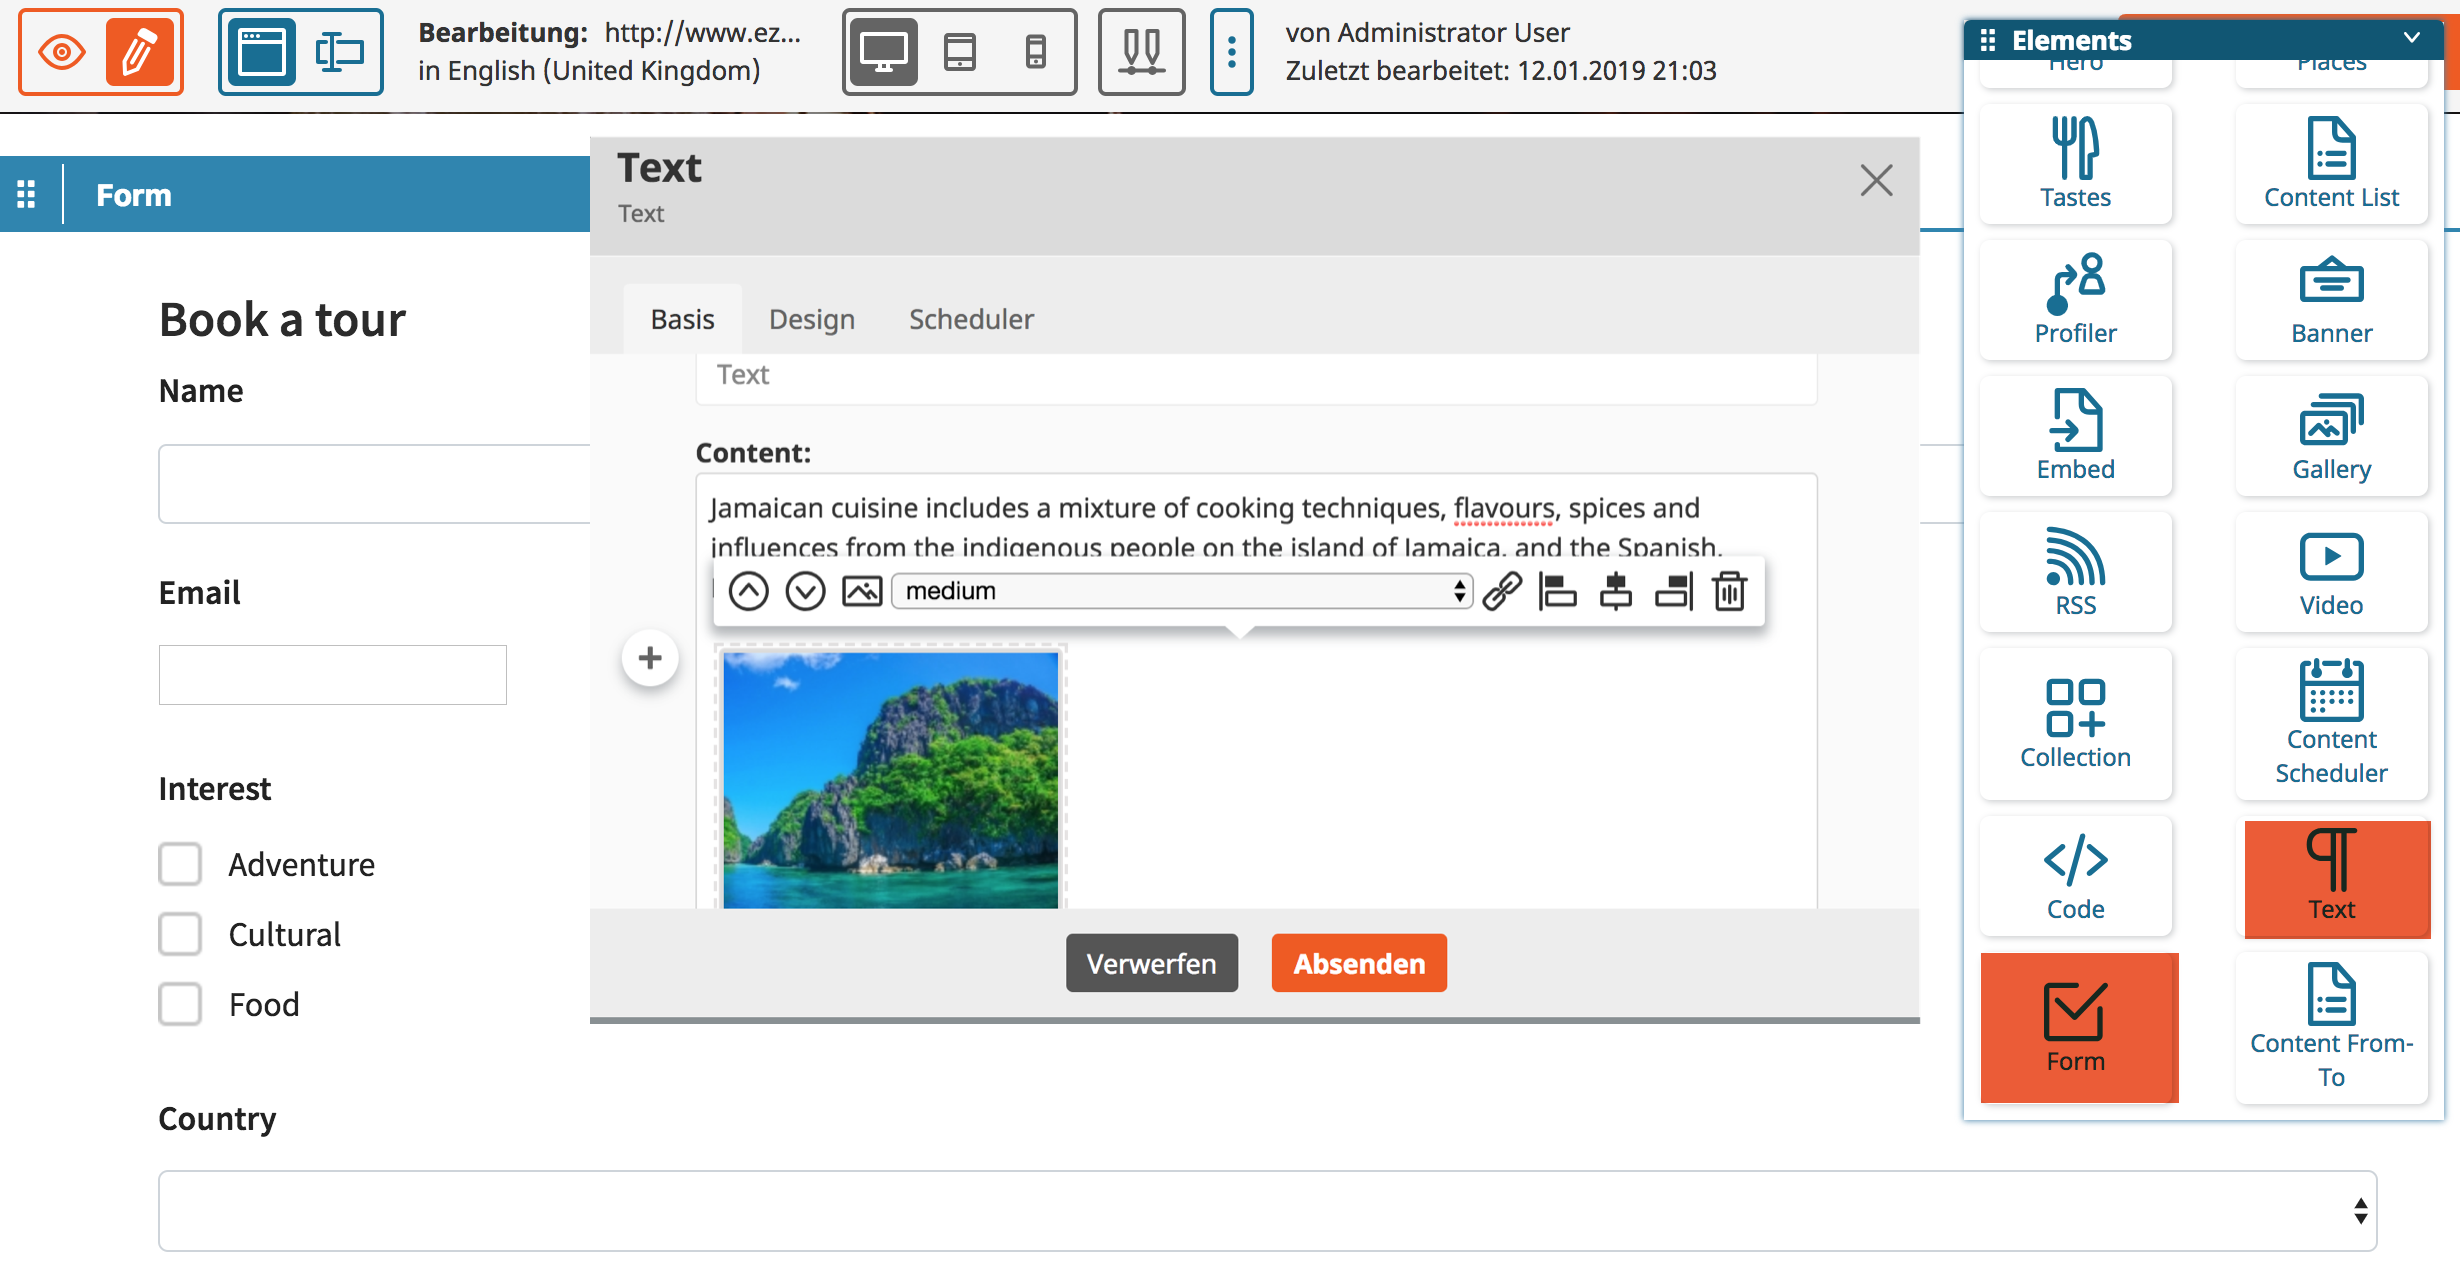 Bearbeitung: http://www.ez...
in English (United Kingdom)
von Administrator User
Zuletzt bearbeitet: 12.01.2019 21:03
Form
Book a tour
Name
Email
Interest
Adventure
Cultural
Food
Country
Text
Text
Basis
Design
Scheduler
Text
Content:
Jamaican cuisine includes a mixture of cooking techniques, flavours, spices and
influences from the indigenous people on the island of Jamaica, and the Spanish,
medium
Verwerfen
Absenden
Elements
Hero
Places
Tastes
Content List
Profiler
Banner
Embed
Gallery
RSS
Video
Collection
Content
Scheduler
Code
Text
Form
Content From-
To